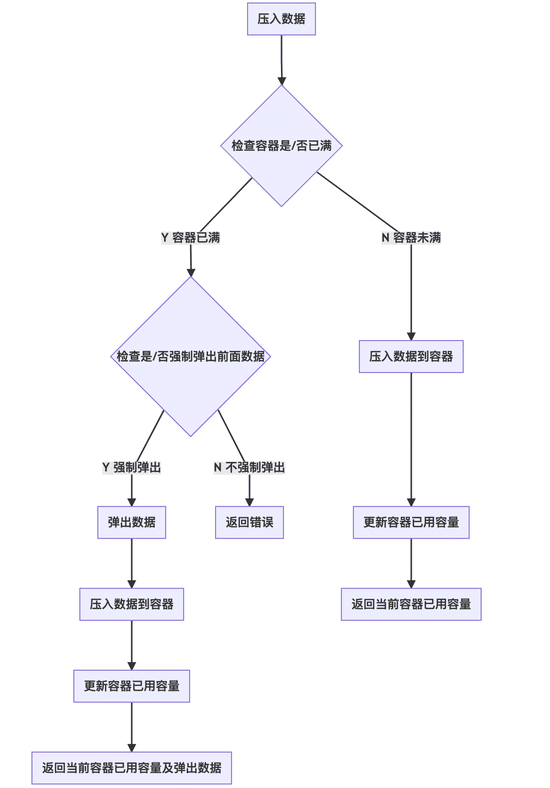 压入数据
检查容器是/否已满
Y 容器已满
N 容器未满
检查是/否强制弹出前面数据
压入数据到容器
Y 强制弹出
N 不强制弹出
弹出数据
返回错误
更新容器已用容量
压入数据到容器
返回当前容器已用容量
更新容器已用容量
返回当前容器已用容量及弹出数据